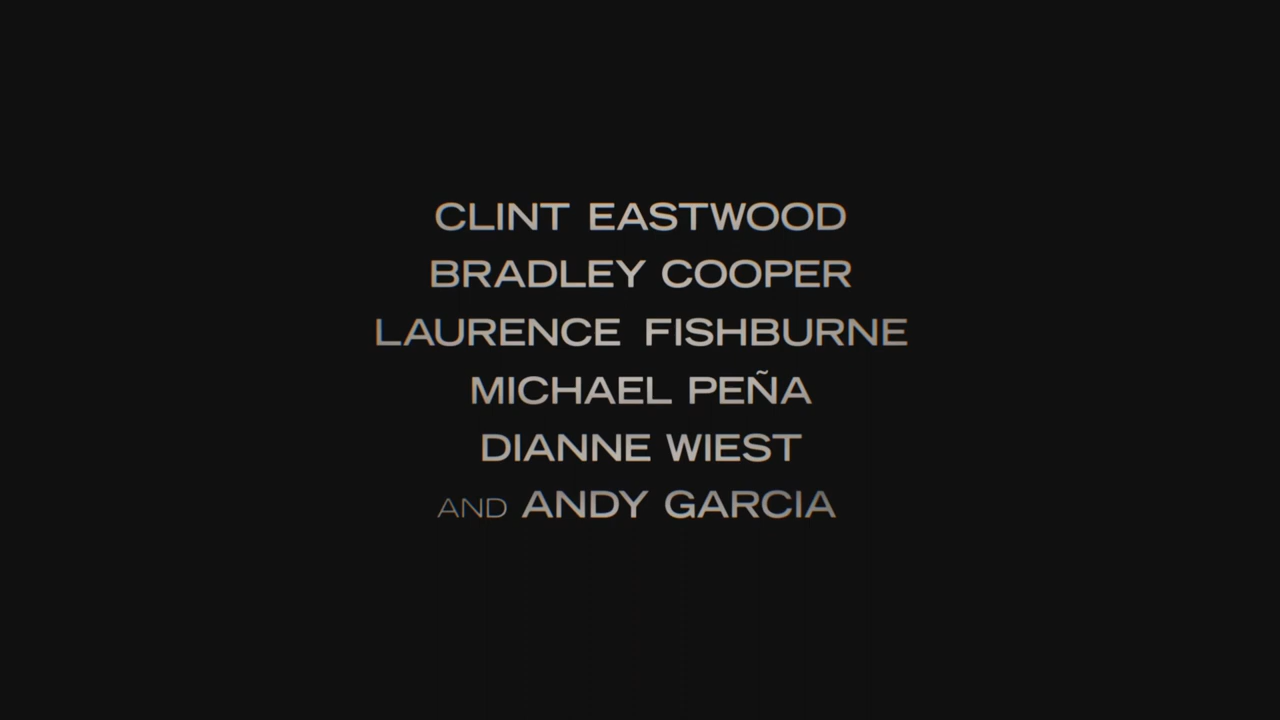 CLINT EASTWOOD
BRADLEY COOPER
LAURENCE FISHBURNE
MICHAEL PEÑA
DIANNE WIEST
AND ANDY GARCIA